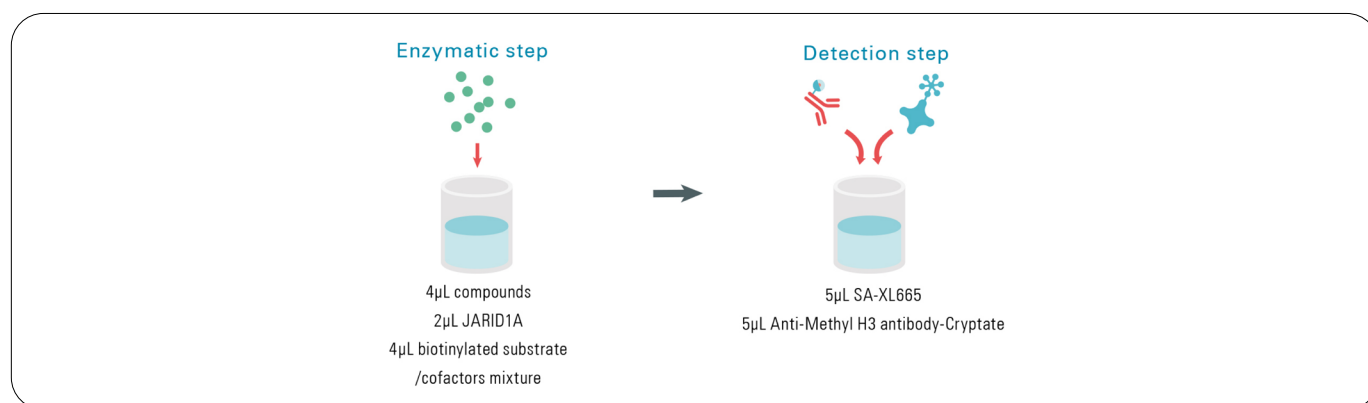 Enzymatic step
4µL compounds
2µL JARID1A
4µL biotinylated substrate
/cofactors mixture
Detection step
5µL SA-XL665
5µL Anti-Methyl H3 antibody-Cryptate